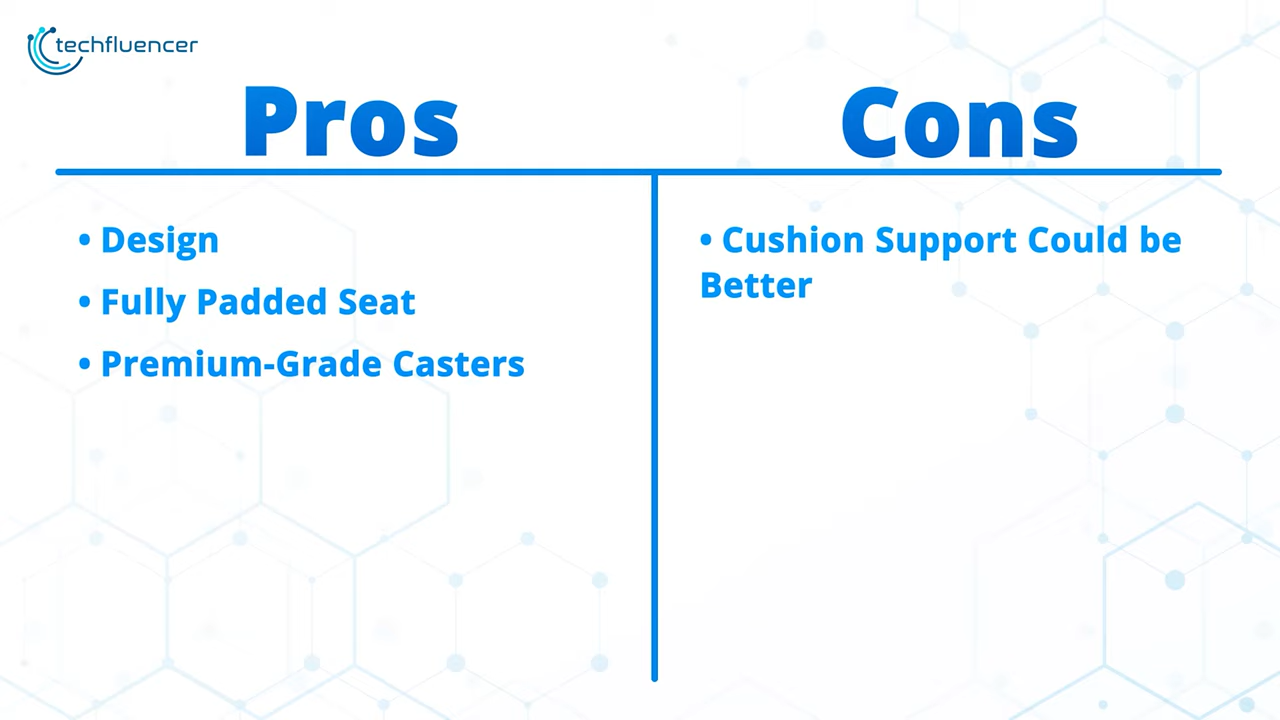 techfluencer
Pros
Cons
• Design
• Fully Padded Seat
• Premium-Grade Casters
• Cushion Support Could be
Better